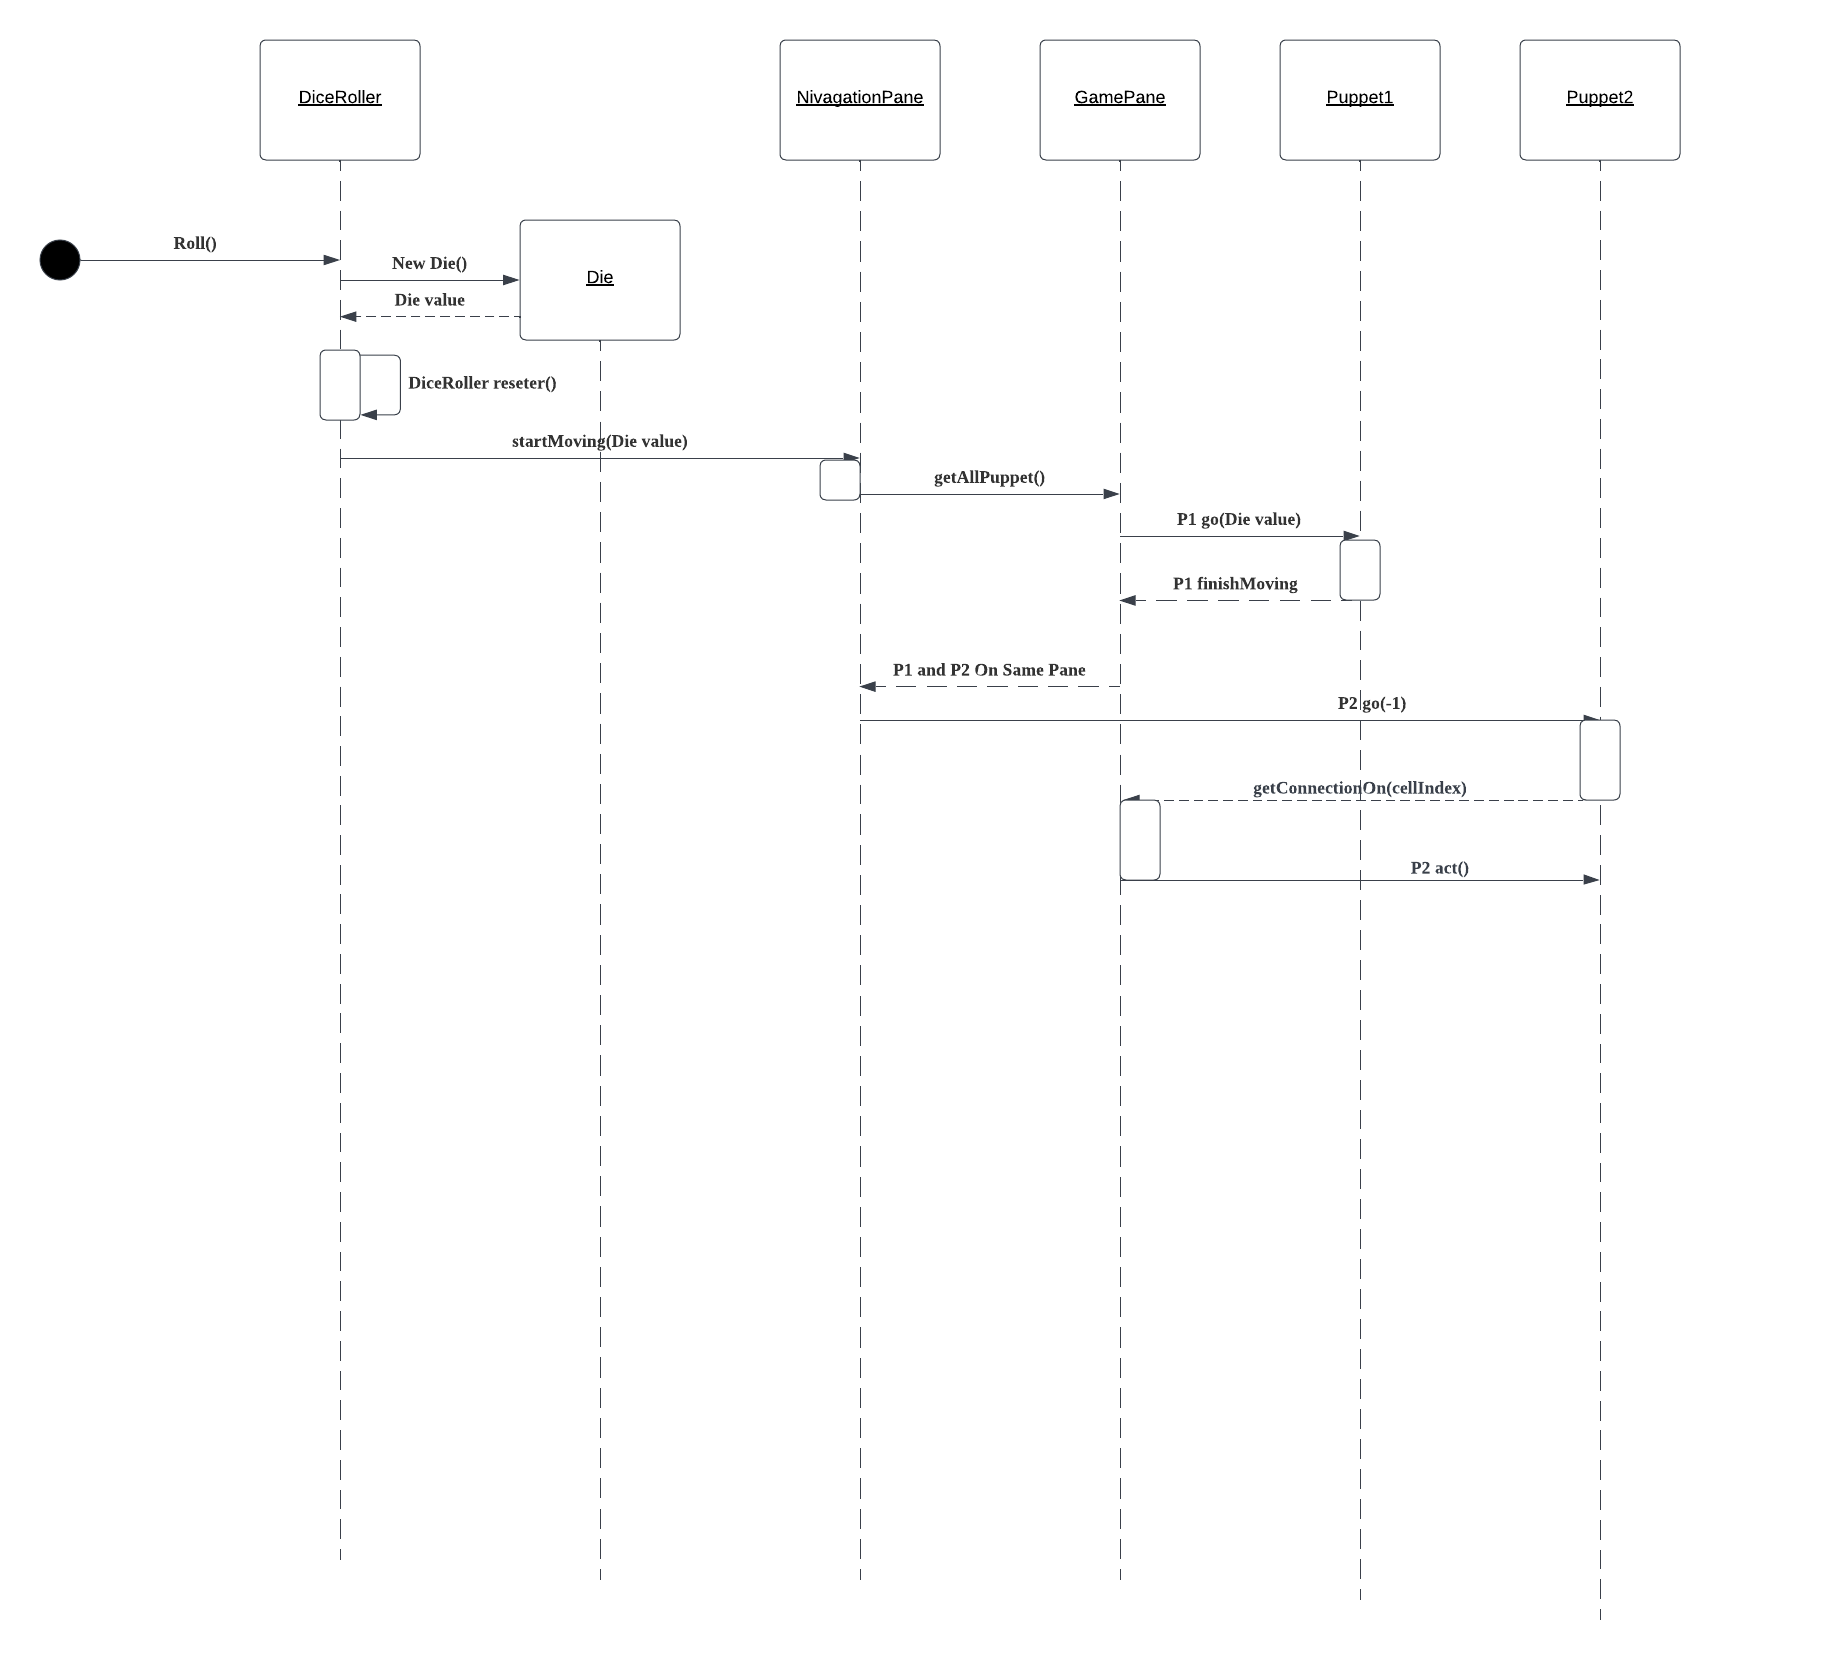 DiceRoller
NivagationPane
GamePane
Puppet1
Puppet2
Roll()
New Die()
Die
Die value
DiceRoller reseter()
startMoving(Die value)
getAllPuppet()
P1 go(Die value)
P1 finishMoving
P1 and P2 On Same Pane
P2 go(-1)
getConnectionOn(cellIndex)
P2 act()